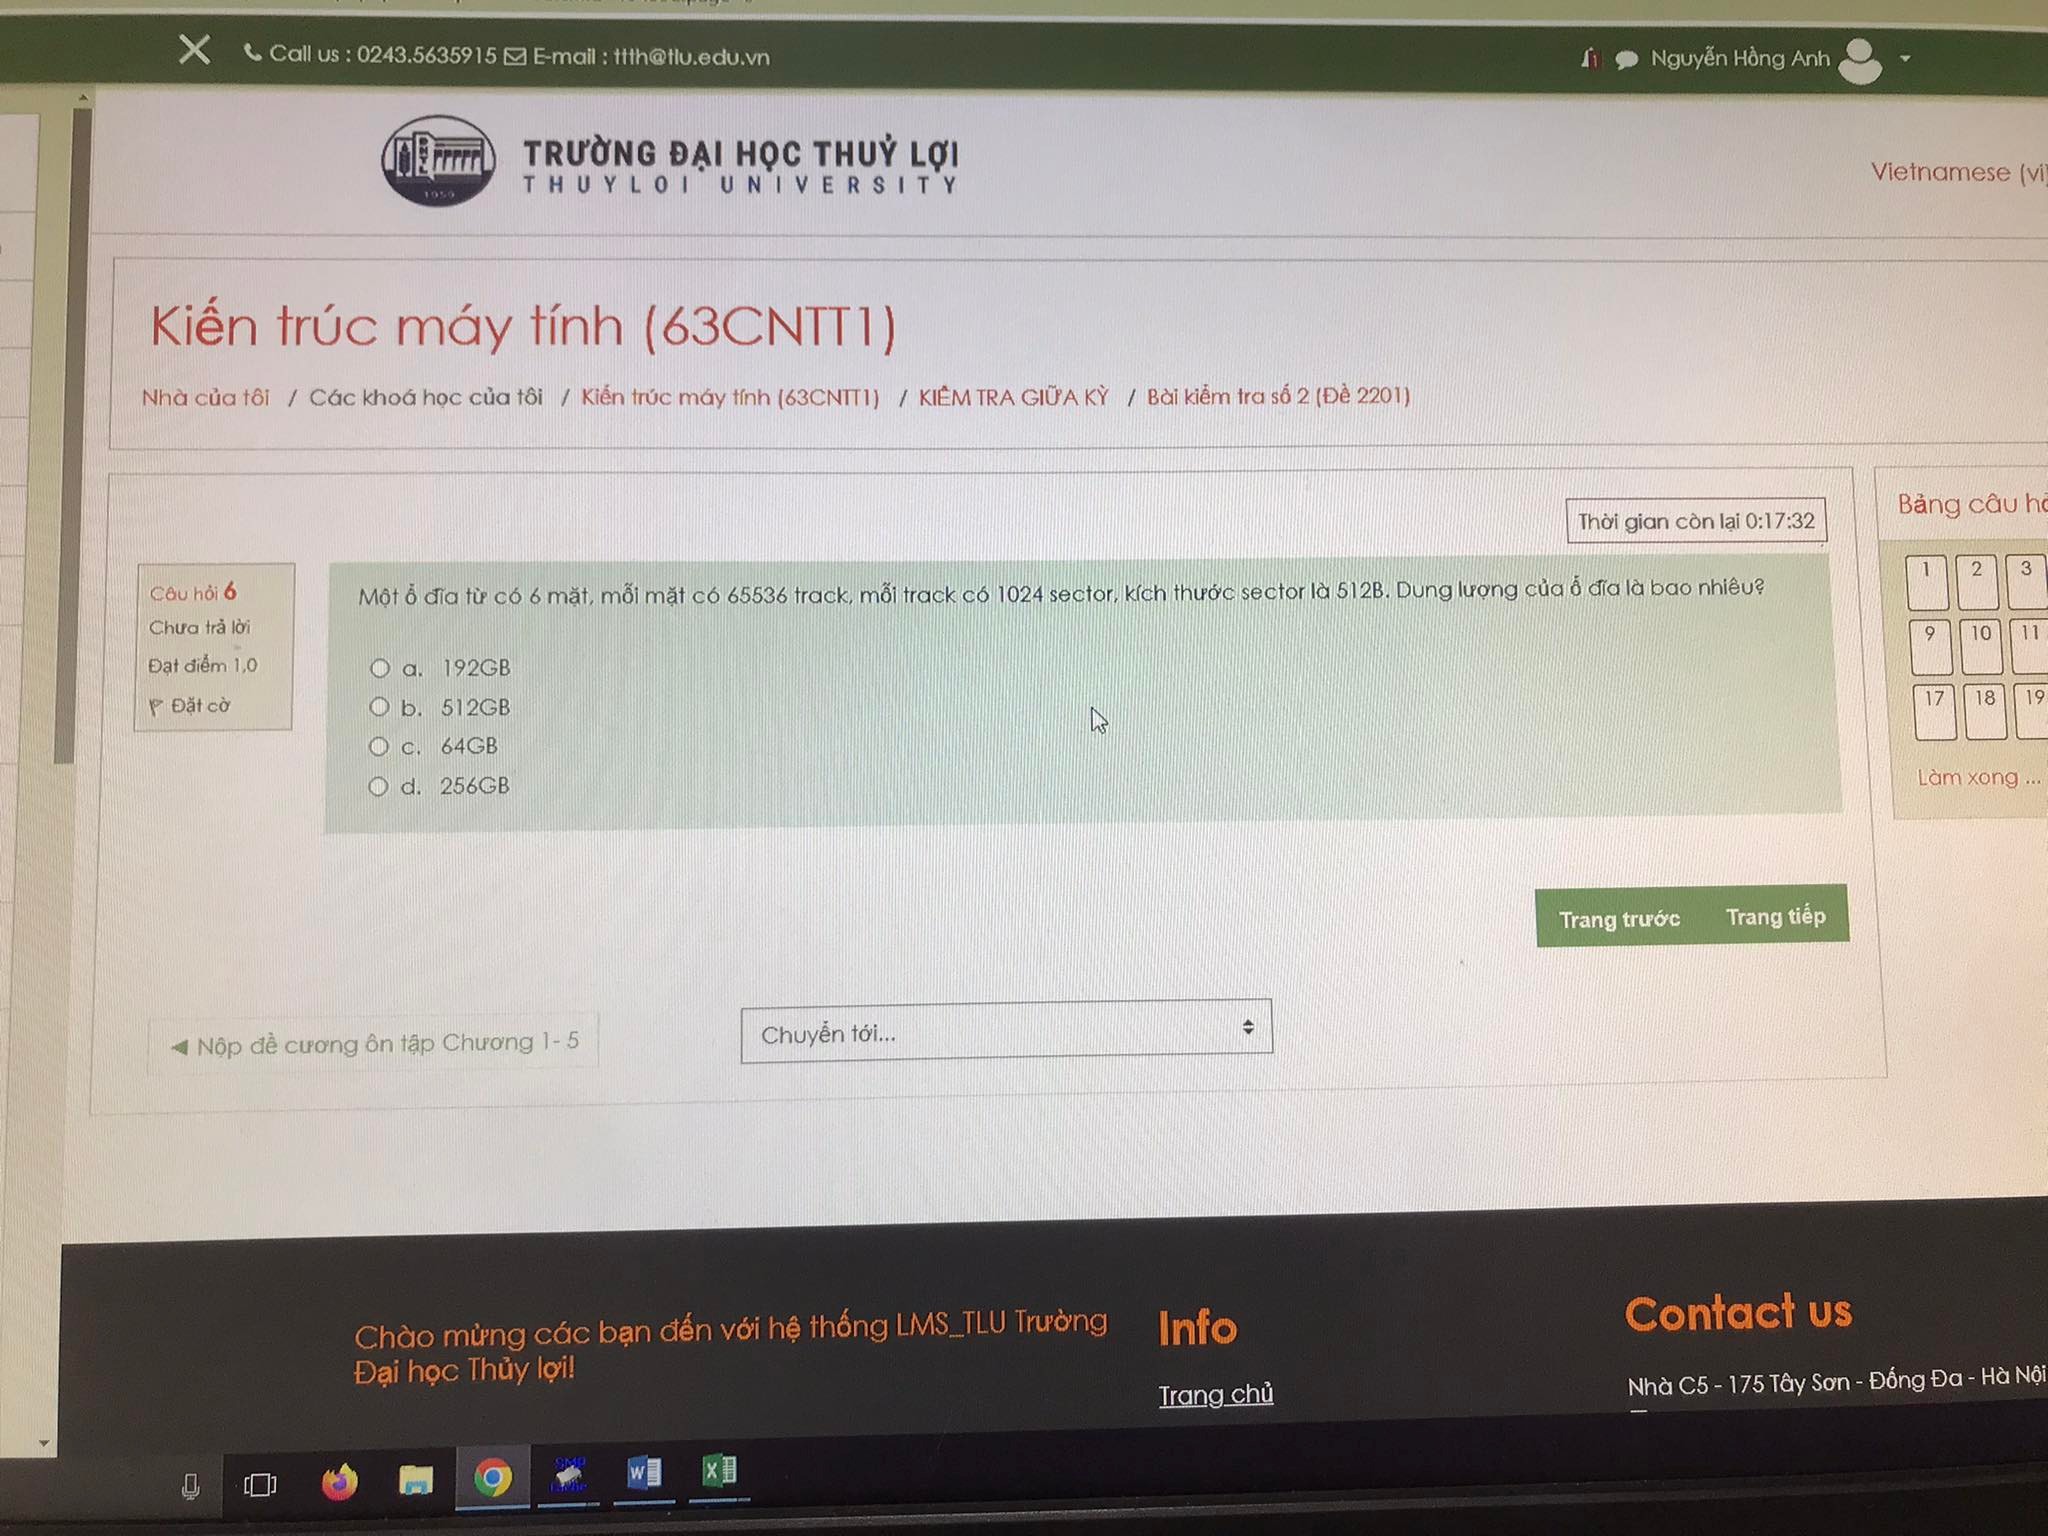 Call us : 0243.5635915 E-mail : ttth@tlu.edu.vn
1 Nguyễn Hồng Anh
TRƯỜNG ĐẠI HỌC THUỶ LỢI
THUYLOI UNIVERSITY
1959
Vietnamese (vi)
Kiến trúc máy tính (63CNTT1)
Nhà của tôi / Các khoá học của tôi / Kiến trúc máy tính (63CNTT1) / KIỂM TRA GIỮA KỲ / Bài kiểm tra số 2 (Đề 2201)
Thời gian còn lại 0:17:32
Câu hỏi 6
Chưa trả lời
Đạt điểm 1,0
Đặt cờ
Một ổ đĩa từ có 6 mặt, mỗi mặt có 65536 track, mỗi track có 1024 sector, kích thước sector là 512B. Dung lượng của ổ đĩa là bao nhiêu?
a. 192GB
b. 512GB
c. 64GB
d. 256GB
Bảng câu
1 2 3
9 10 11
17 18 19
Làm xong ...
Trang trước Trang tiếp
◄ Nộp đề cương ôn tập Chương 1- 5
Chuyển tới...
Chào mừng các bạn đến với hệ thống LMS_TLU Trường
Đại học Thủy lợi!
Info
Trang chủ
Contact us
Nhà C5 - 175 Tây Sơn - Đống Đa - Hà Nội
SMP
Cache
W
X